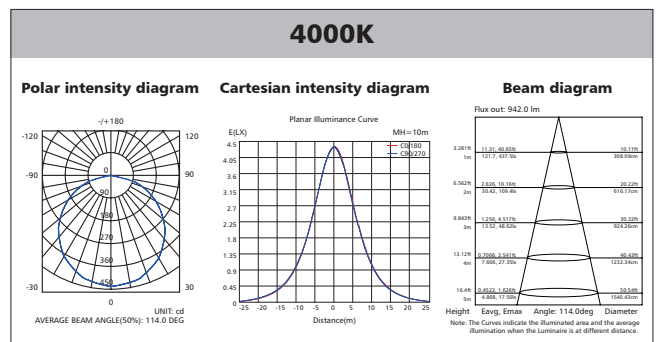 4000K
Polar intensity diagram
-/+180
-120
120
-90
90
0
90
180
270
360
450
-30
30
0
UNIT: cd
AVERAGE BEAM ANGLE(50%): 114.0 DEG
Cartesian intensity diagram
Planar Illuminance Curve
E(LX)
MH=10m
C0/180
C90/270
4.5
4.05
3.6
3.15
2.7
2.25
1.8
1.35
0.9
0.45
0
-25 -20 -15 -10 -5 0 5 10 15 20 25
Distance(m)
Beam diagram
Flux out: 942.0 lm
3.281ft 11.31, 40.65fc 10.11ft
1m 121.7, 437.5lx 308.09cm
6.562ft 2.826, 10.16fc 20.22ft
2m 30.42, 109.4lx 616.17cm
9.843ft 1.256, 4.517fc 30.32ft
3m 13.52, 48.62lx 924.26cm
13.12ft 0.7066, 2.541fc 40.43ft
4m 7.606, 27.35lx 1232.34cm
16.4ft 0.4522, 1.626fc 50.54ft
5m 4.868, 17.50lx 1540.43cm
Height Eavg, Emax Angle: 114.0deg Diameter
Note: The Curves indicate the illuminated area and the average
illumination when the Luminaire is at different distance.